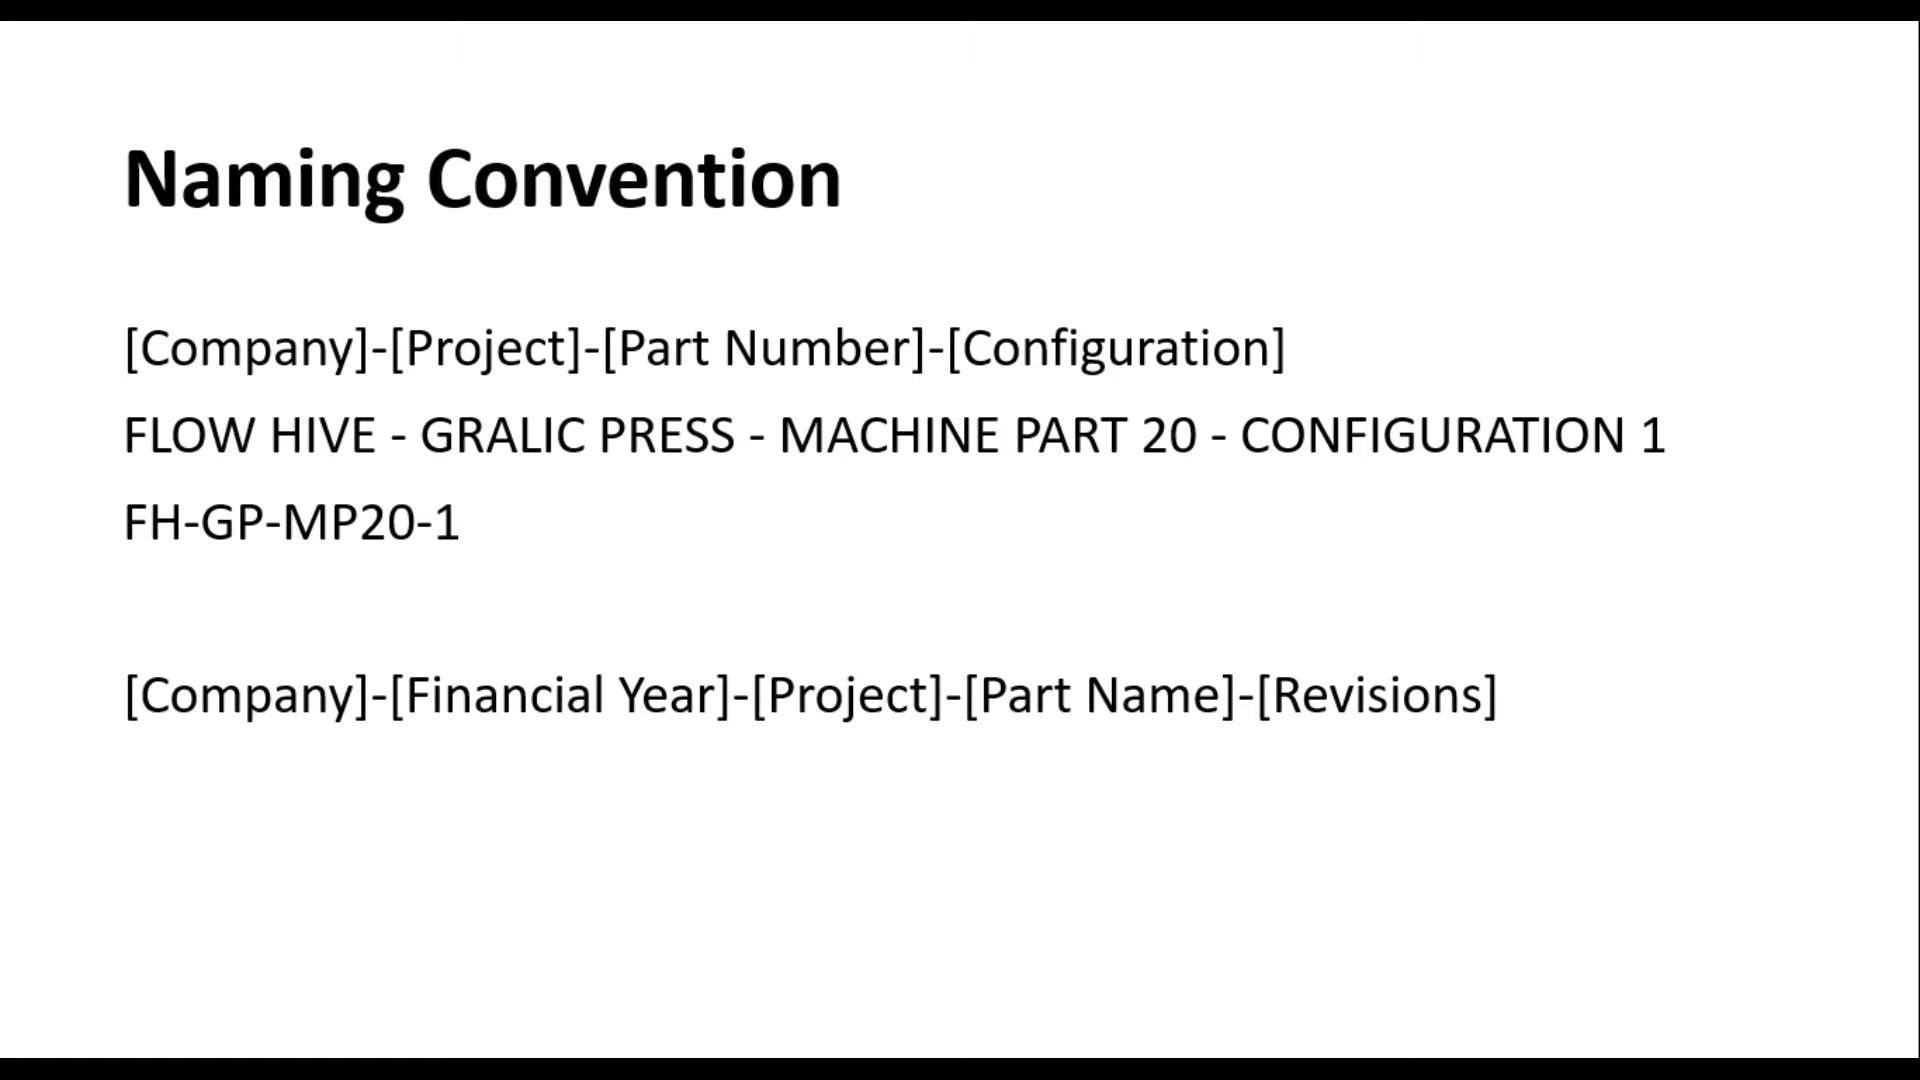 Naming Convention
[Company]-[Project]-[Part Number]-[Configuration]
FLOW HIVE - GRALIC PRESS - MACHINE PART 20 - CONFIGURATION 1
FH-GP-MP20-1
[Company]-[Financial Year]-[Project]-[Part Name]-[Revisions]